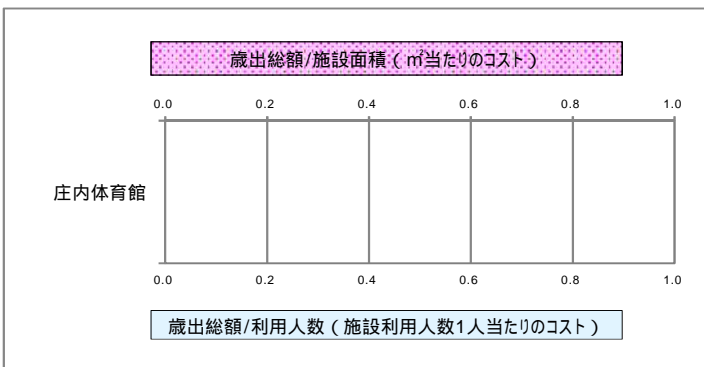 歳出総額/施設面積（㎡当たりのコスト）
0.0 0.2 0.4 0.6 0.8 1.0
庄内体育館
0.0 0.2 0.4 0.6 0.8 1.0
歳出総額/利用人数（施設利用人数1人当たりのコスト）